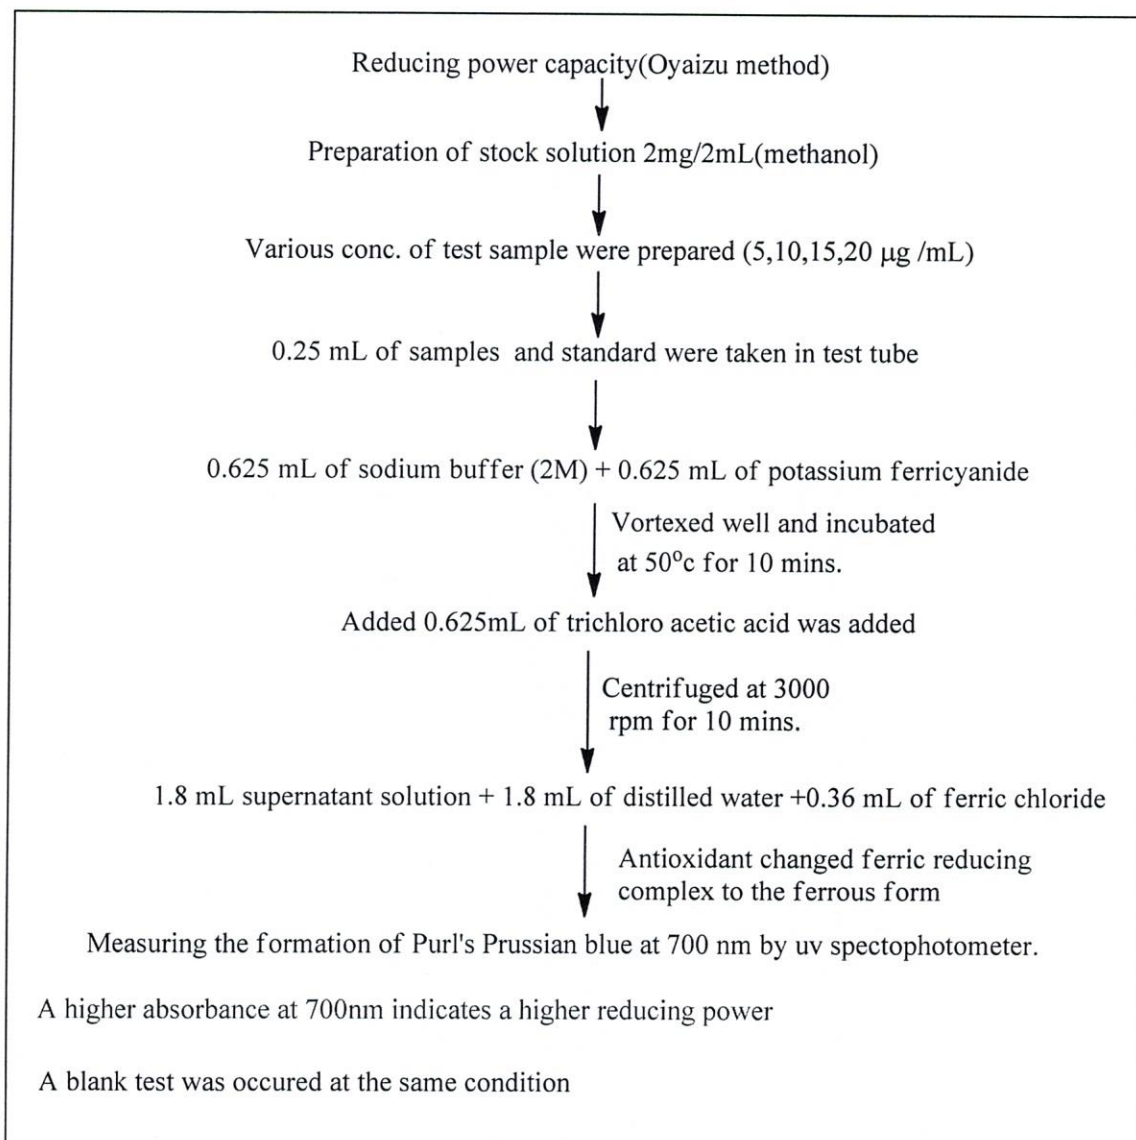 Reducing power capacity(Oyaizu method)
Preparation of stock solution 2mg/2mL(methanol)
Various conc. of test sample were prepared (5,10,15,20 µg /mL)
0.25 mL of samples and standard were taken in test tube
0.625 mL of sodium buffer (2M) + 0.625 mL of potassium ferricyanide
Vortexed well and incubated
at 50°c for 10 mins.
Added 0.625mL of trichloro acetic acid was added
Centrifuged at 3000
rpm for 10 mins.
1.8 mL supernatant solution + 1.8 mL of distilled water +0.36 mL of ferric chloride
Antioxidant changed ferric reducing
complex to the ferrous form
Measuring the formation of Purl's Prussian blue at 700 nm by uv spectophotometer.
A higher absorbance at 700nm indicates a higher reducing power
A blank test was occured at the same condition